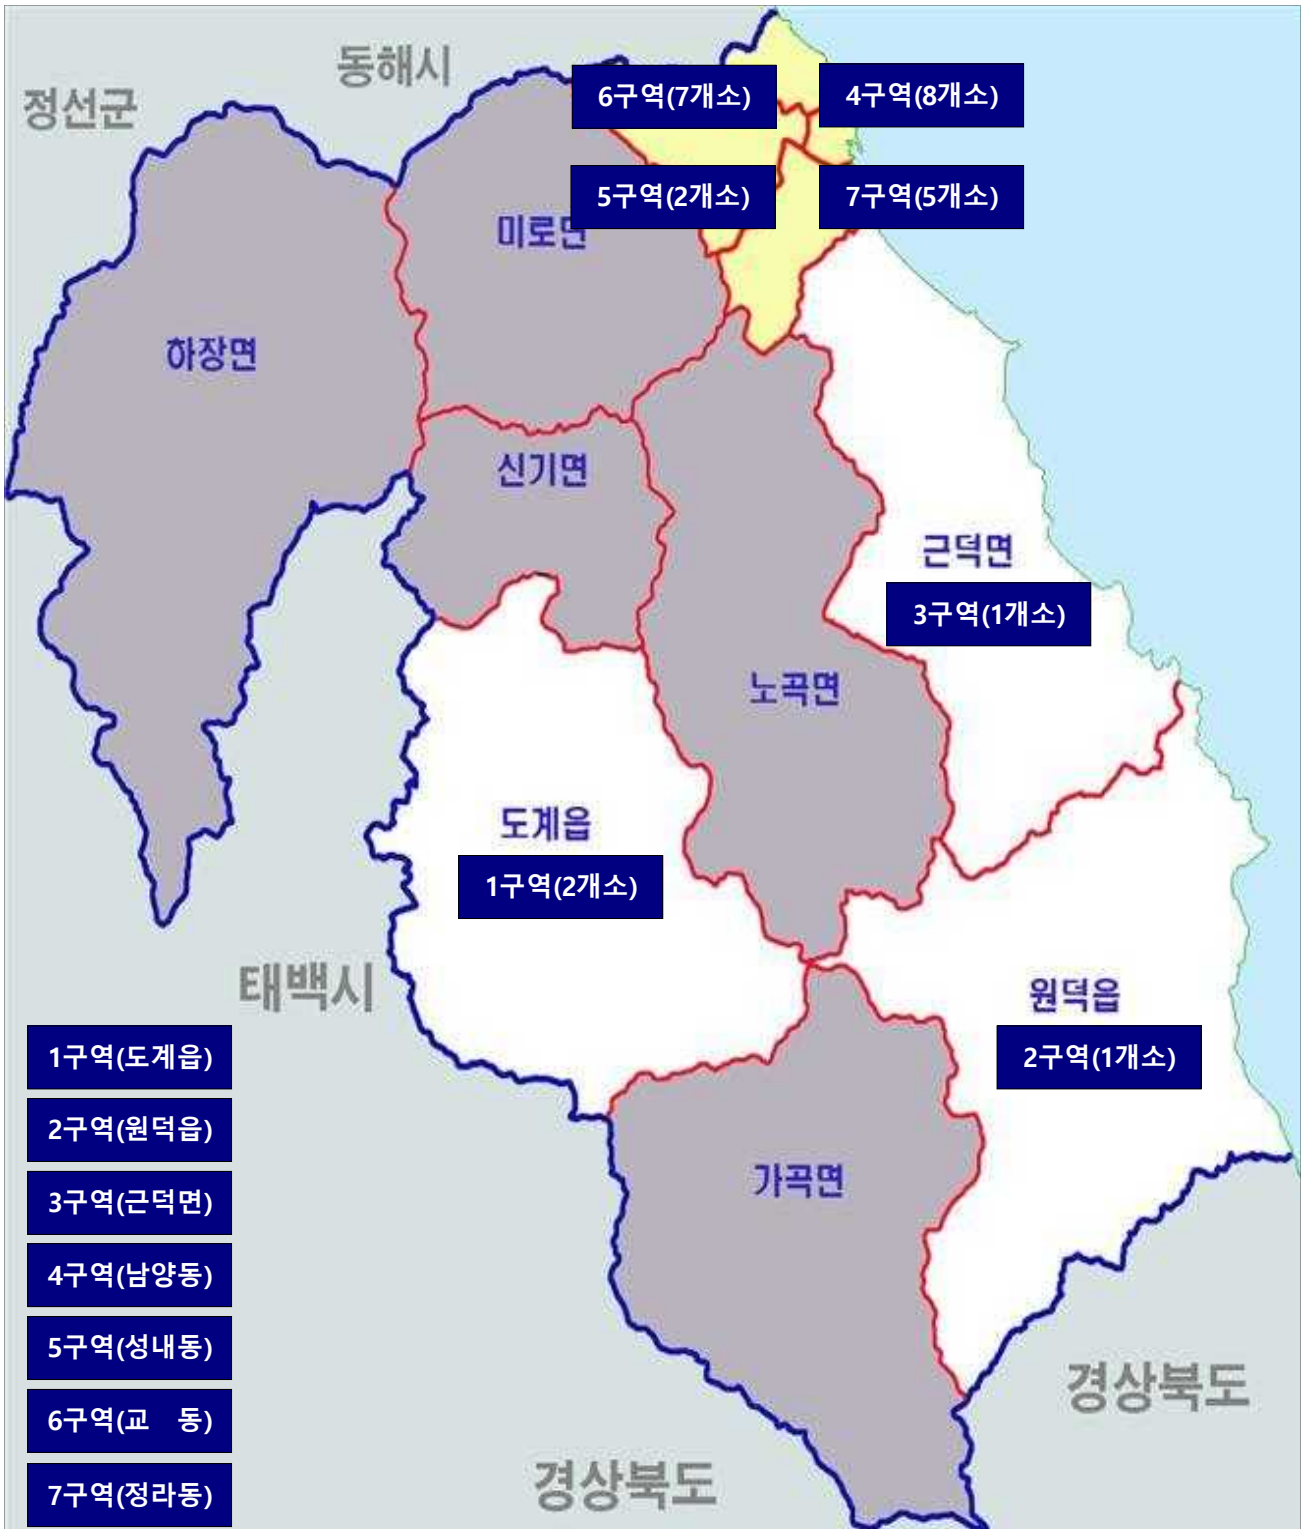 동해시
정선군
6구역(7개소)
4구역(8개소)
5구역(2개소)
7구역(5개소)
미로면
하장면
신기면
근덕면
3구역(1개소)
노곡면
도계읍
1구역(2개소)
태백시
원덕읍
2구역(1개소)
가곡면
경상북도
경상북도
1구역(도계읍)
2구역(원덕읍)
3구역(근덕면)
4구역(남양동)
5구역(성내동)
6구역(교 동)
7구역(정라동)